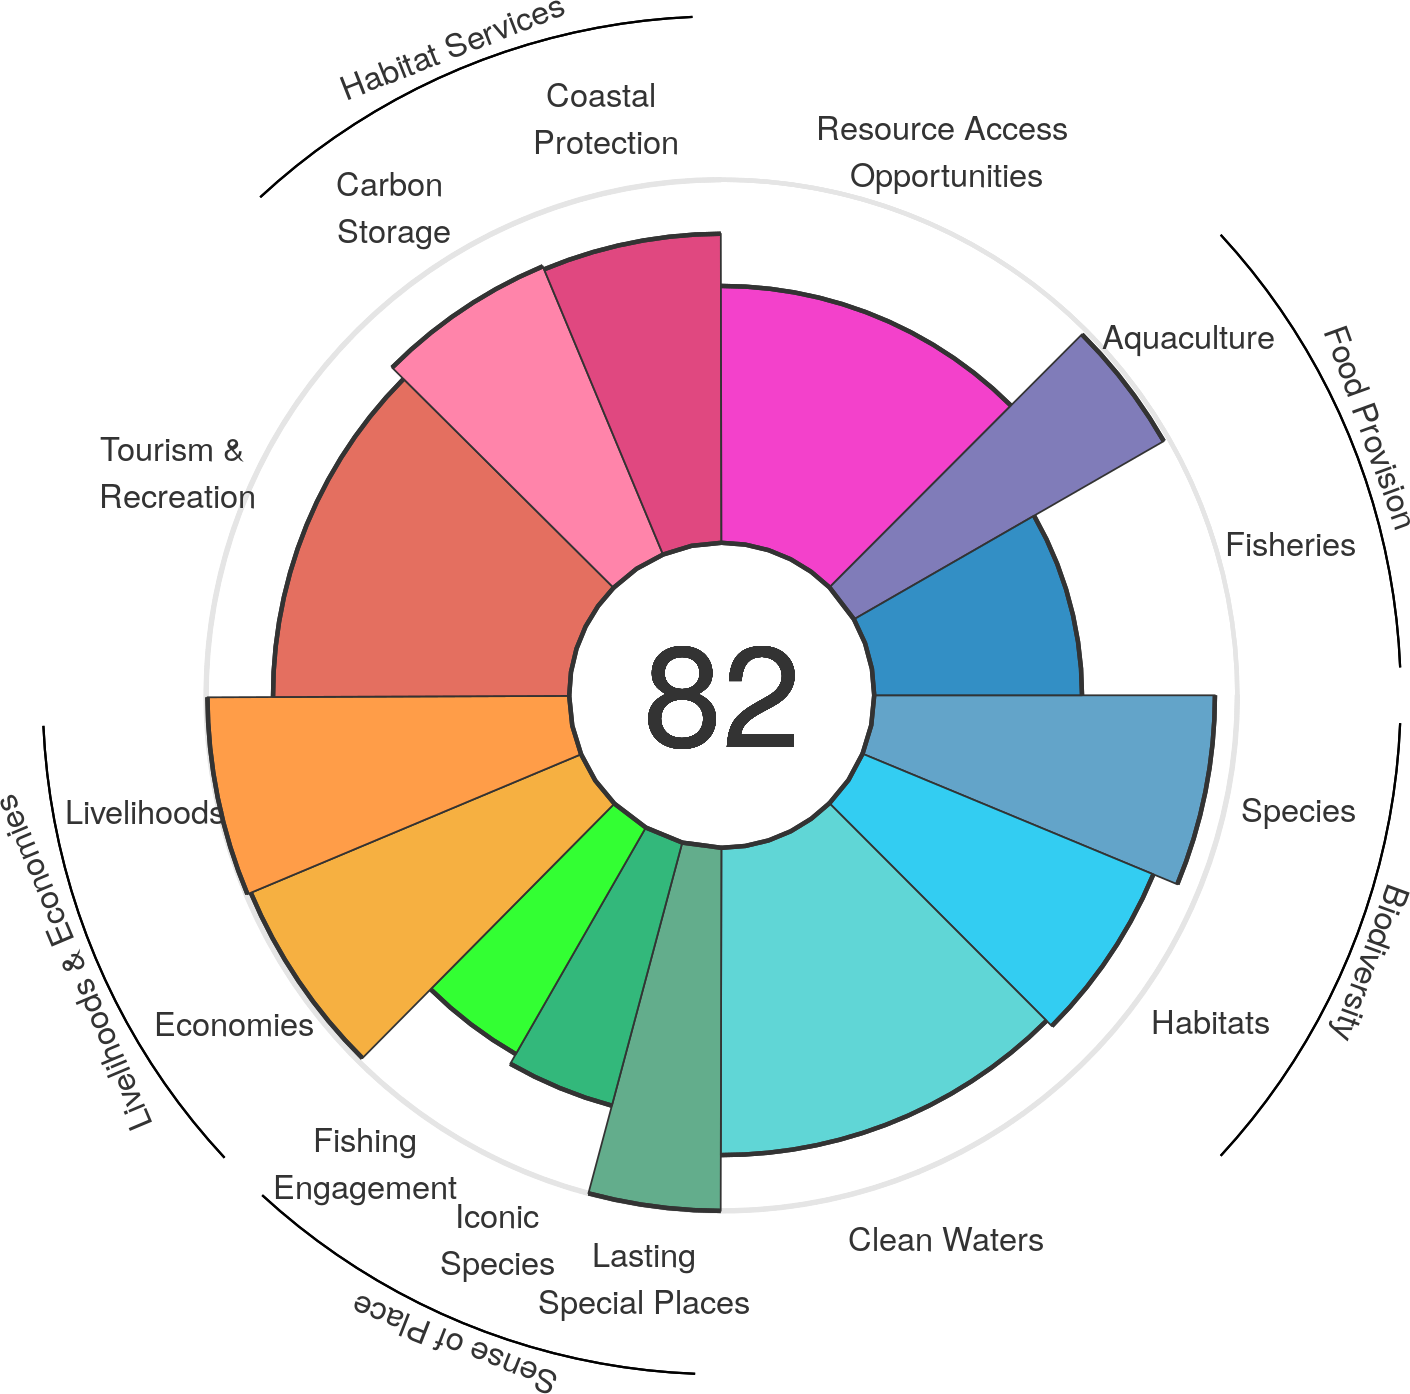 Habitat Services
Coastal
Protection
Resource Access
Opportunities
Carbon
Storage
Aquaculture
Food Provision
Tourism &
Recreation
Fisheries
82
Livelihoods
Species
Livelihoods & Economies
Biodiversity
Economies
Habitats
Fishing
Engagement
Iconic
Species
Lasting
Special Places
Clean Waters
Sense of Place